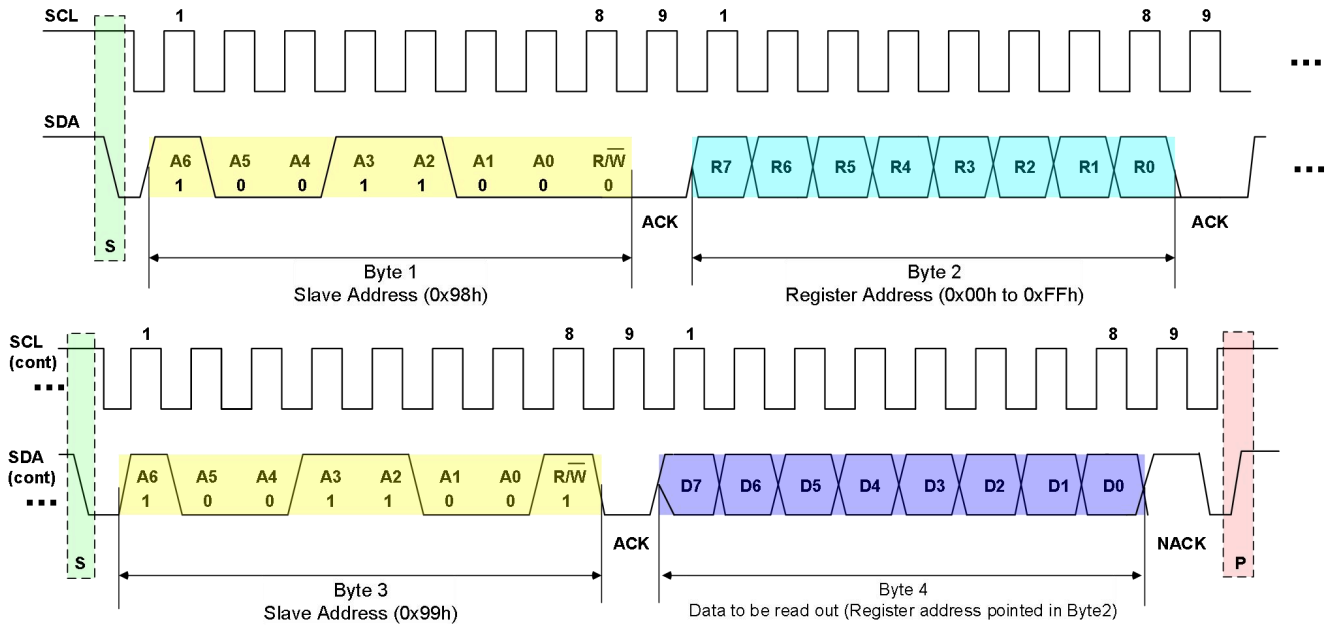 SCL 1 8 9 1 8 9
...
SDA
A6 A5 A4 A3 A2 A1 A0 R/W̅ R7 R6 R5 R4 R3 R2 R1 R0
1 0 0 1 1 0 0 0
...
S ACK ACK
Byte 1 Byte 2
Slave Address (0x98h) Register Address (0x00h to 0xFFh)
SCL 1 8 9 1 8 9
(cont)
...
SDA
(cont)
...
A6 A5 A4 A3 A2 A1 A0 R/W̅ D7 D6 D5 D4 D3 D2 D1 D0
1 0 0 1 1 0 0 1
S ACK NACK P
Byte 3 Byte 4
Slave Address (0x99h) Data to be read out (Register address pointed in Byte2)